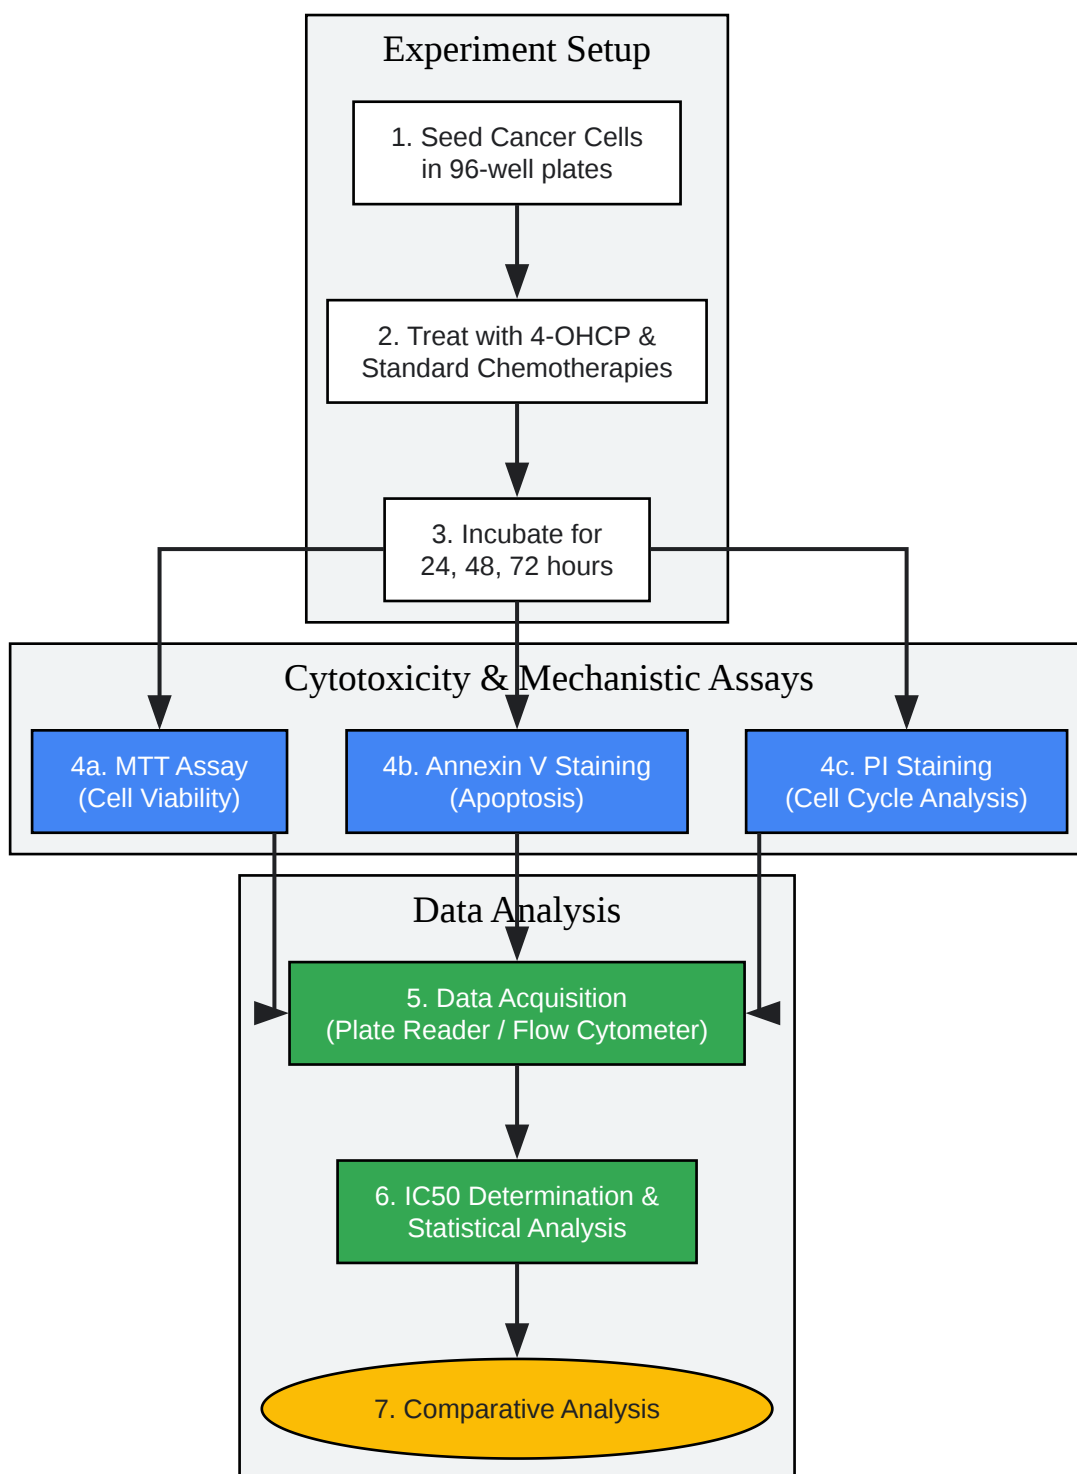 Experiment Setup
1. Seed Cancer Cells
in 96-well plates
2. Treat with 4-OHCP &
Standard Chemotherapies
3. Incubate for
24, 48, 72 hours
Cytotoxicity & Mechanistic Assays
4a. MTT Assay
(Cell Viability)
4b. Annexin V Staining
(Apoptosis)
4c. PI Staining
(Cell Cycle Analysis)
Data Analysis
5. Data Acquisition
(Plate Reader / Flow Cytometer)
6. IC50 Determination &
Statistical Analysis
7. Comparative Analysis